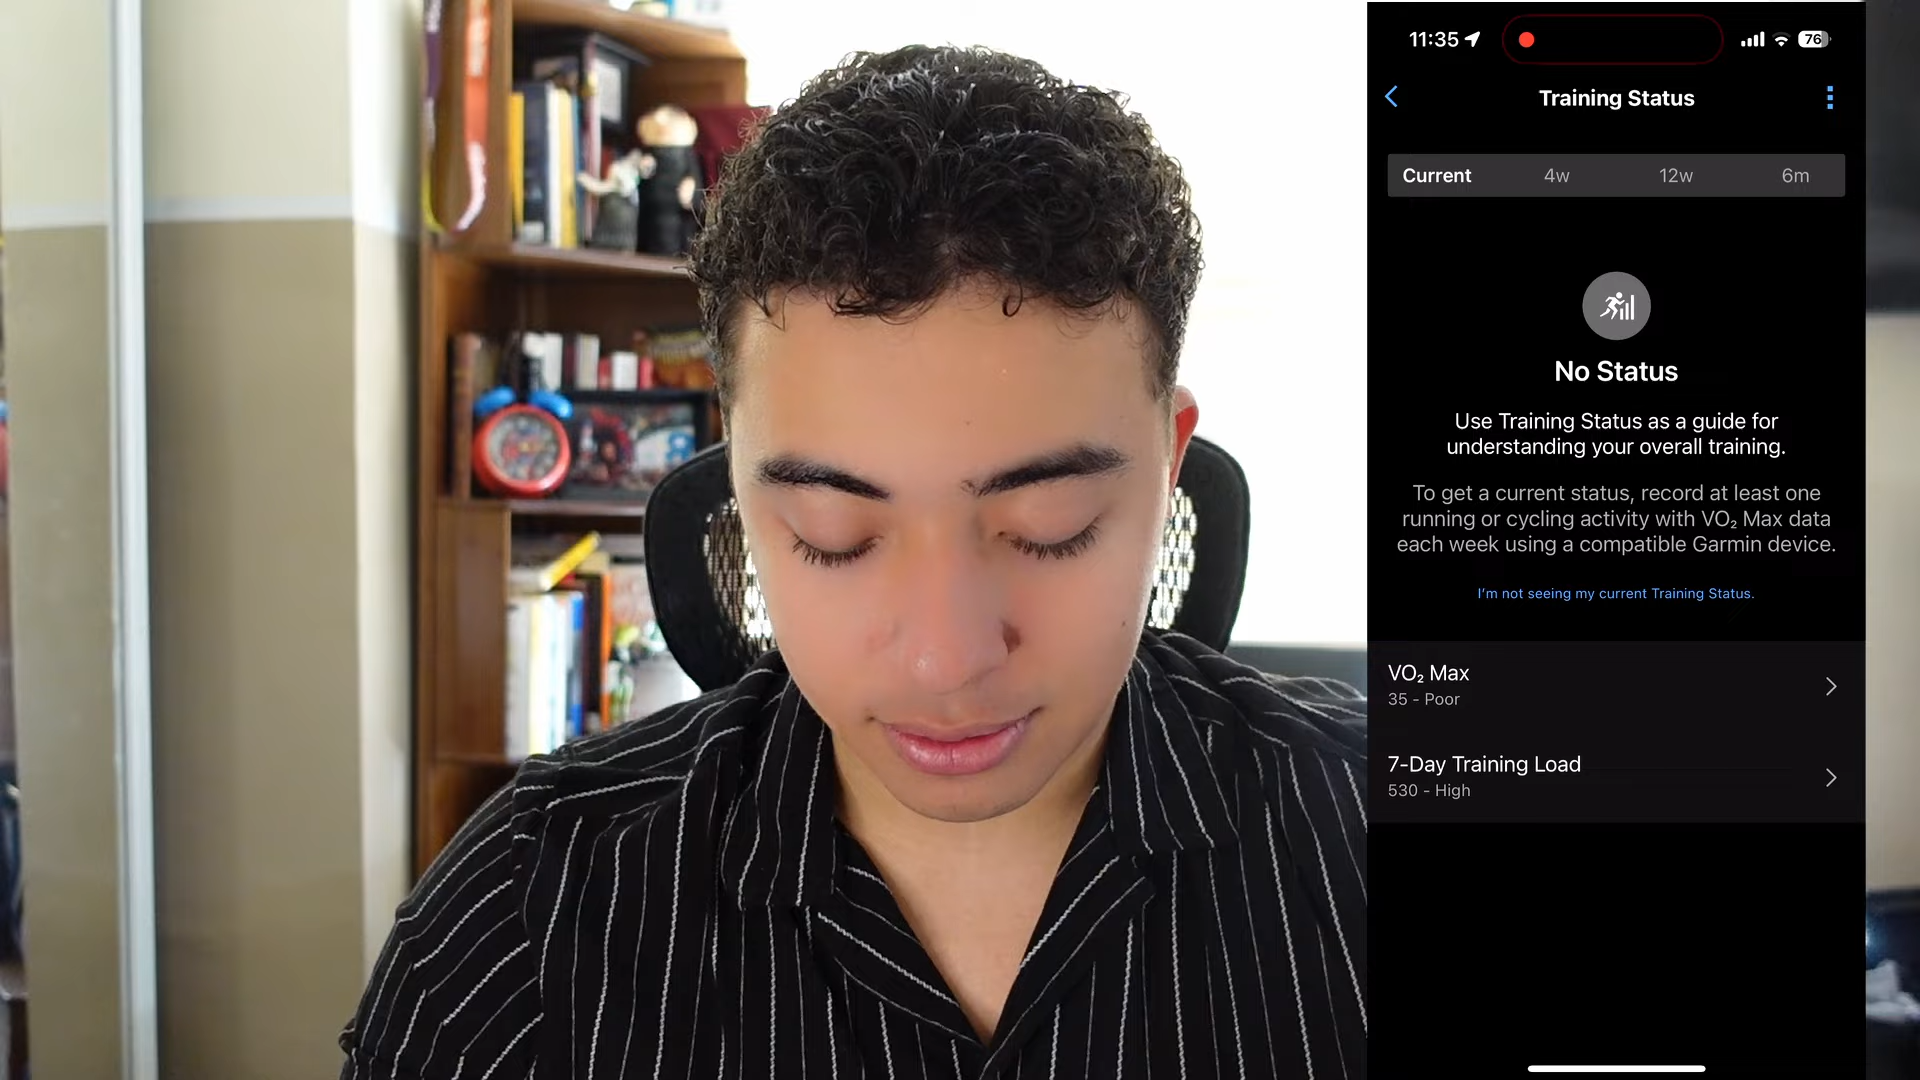 11:35
76
Training Status
Current 4w 12w 6m
No Status
Use Training Status as a guide for
understanding your overall training.
To get a current status, record at least one
running or cycling activity with VO₂ Max data
each week using a compatible Garmin device.
I'm not seeing my current Training Status.
VO₂ Max
35 - Poor
7-Day Training Load
530 - High